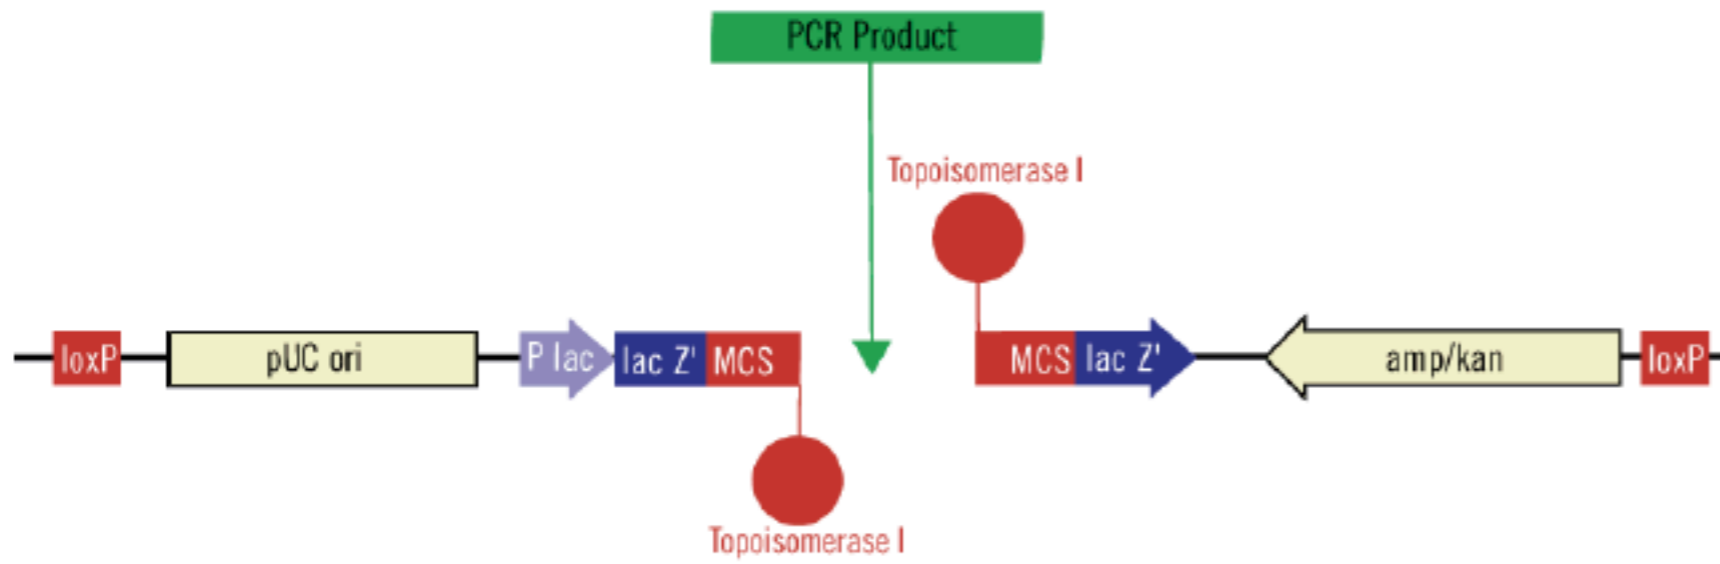 PCR Product
Topoisomerase I
loxP pUC ori P lac lac Z' MCS MCS lac Z' amp/kan loxP
Topoisomerase I